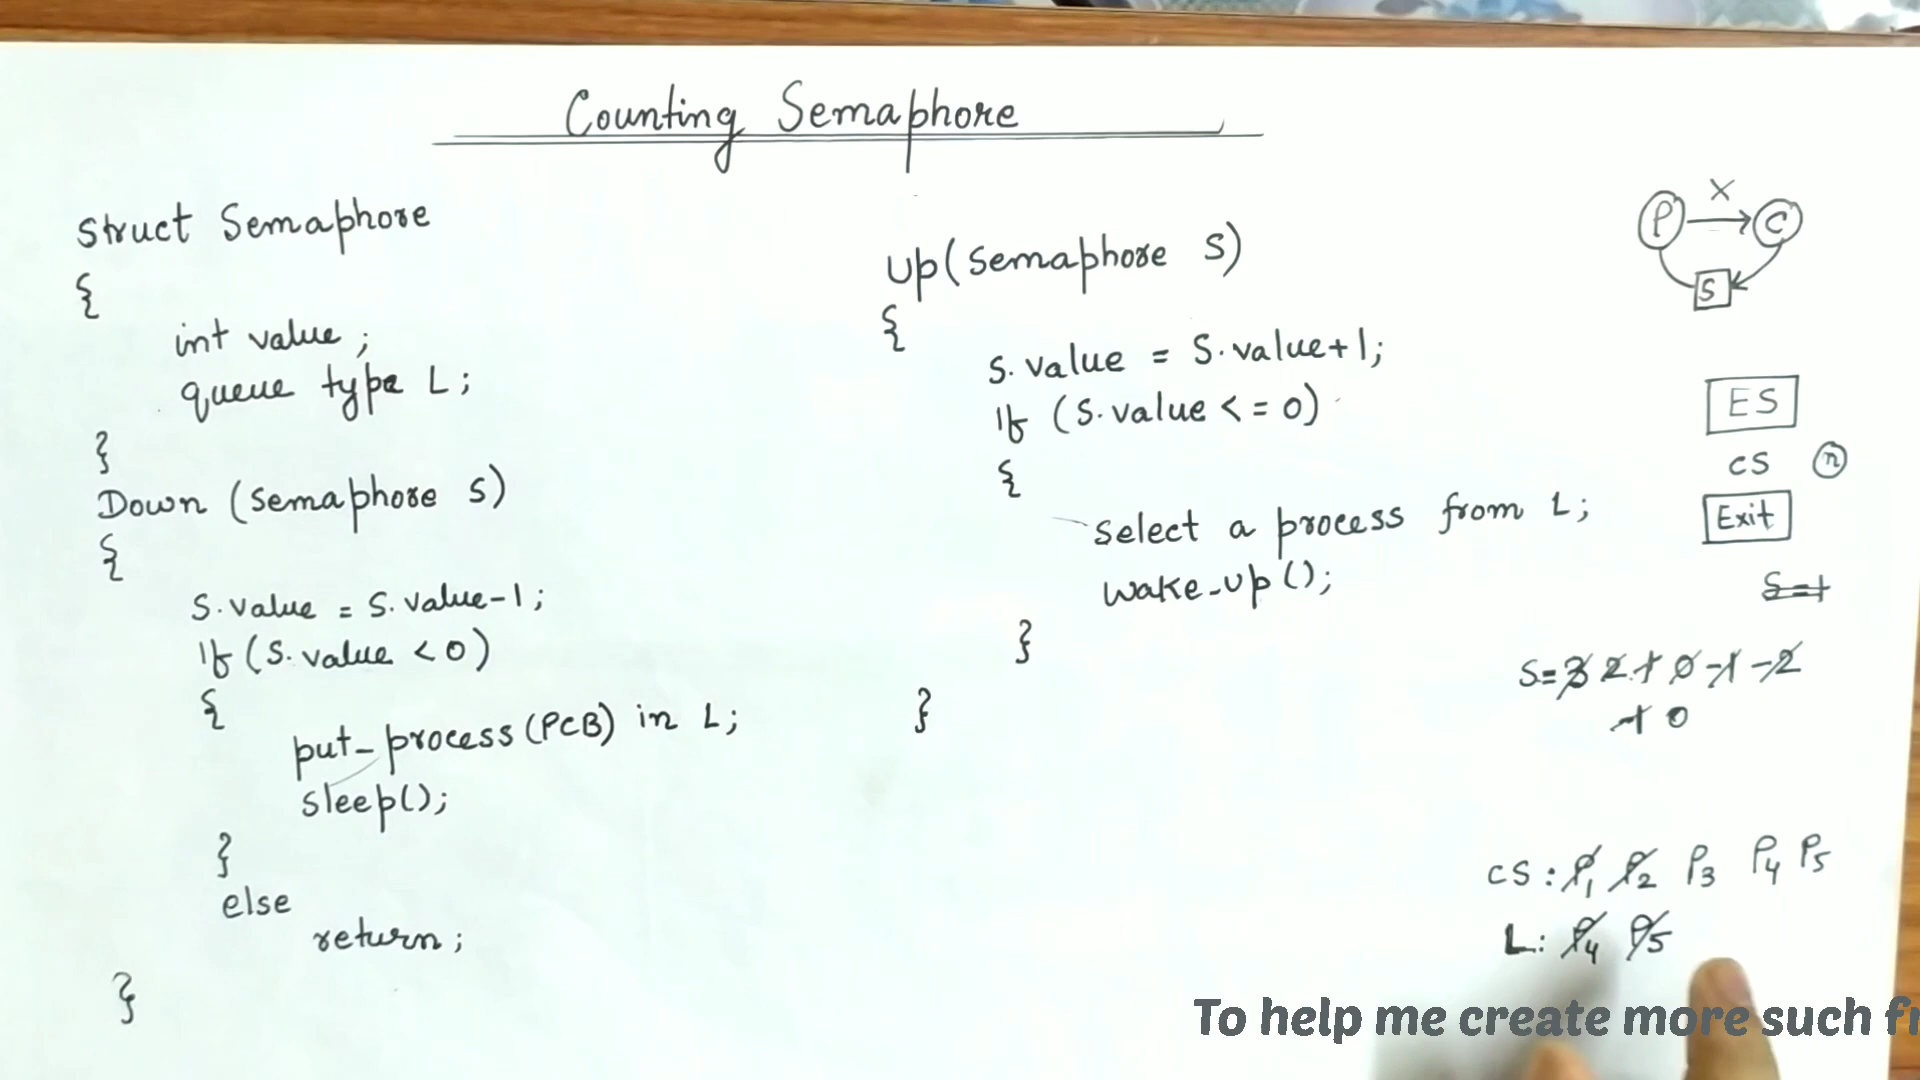 Counting Semaphore
struct Semaphore
{
int value;
queue type L;
}
Down (Semaphore S)
{
S.value = S.value-1;
If (S.value < 0)
{
put_process(PCB) in L;
sleep();
}
else
return;
}
Up(Semaphore S)
{
S.value = S.value+1;
If (S.value <= 0)
{
select a process from L;
wake_up();
}
}
P X C
S
ES
CS n
Exit
S=1
S=3 2 1 0 -1 -2
-1 0
CS: P1 P2 P3 P4 P5
L: P4 P5
To help me create more such fr